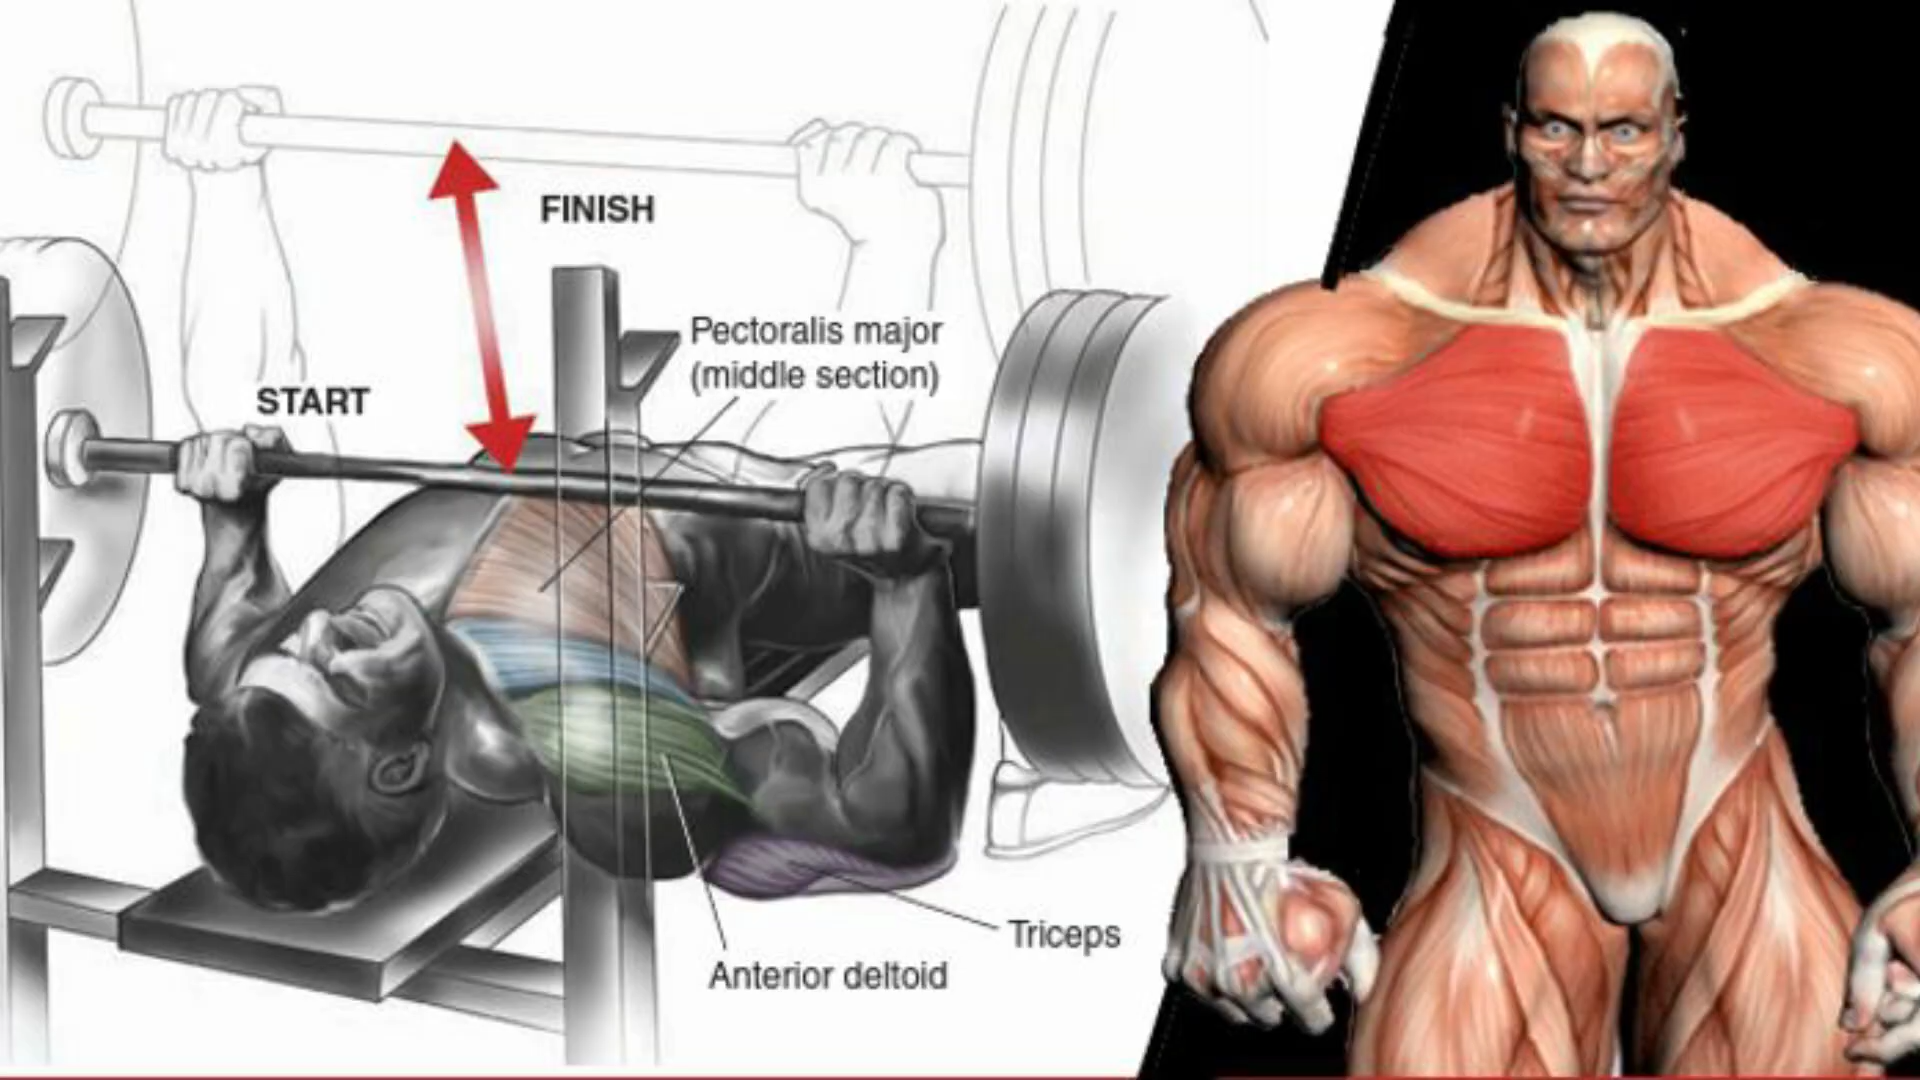 FINISH
Pectoralis major
(middle section)
START
Triceps
Anterior deltoid